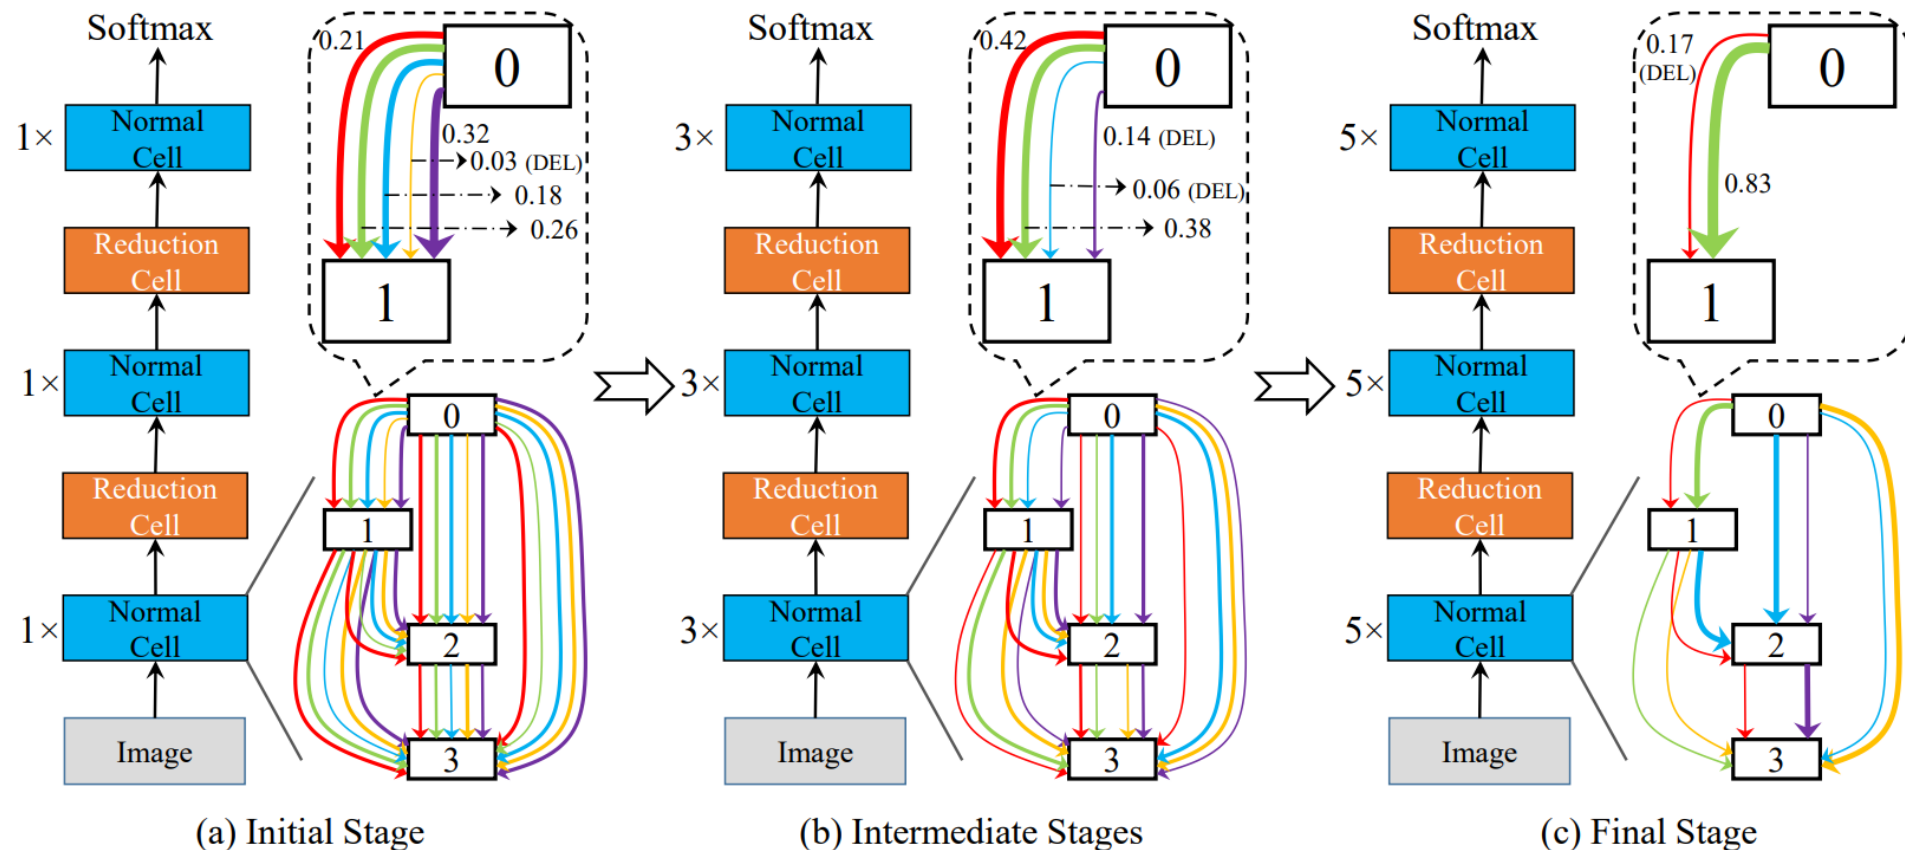 Softmax
1×
Normal
Cell
Reduction
Cell
1×
Normal
Cell
Reduction
Cell
1×
Normal
Cell
Image
0.21
0
0.32
0.03 (DEL)
0.18
0.26
1
0
1
2
3
(a) Initial Stage
Softmax
3×
Normal
Cell
Reduction
Cell
3×
Normal
Cell
Reduction
Cell
3×
Normal
Cell
Image
0.42
0
0.14 (DEL)
0.06 (DEL)
0.38
1
0
1
2
3
(b) Intermediate Stages
Softmax
5×
Normal
Cell
Reduction
Cell
5×
Normal
Cell
Reduction
Cell
5×
Normal
Cell
Image
0.17
(DEL)
0
0.83
1
0
1
2
3
(c) Final Stage